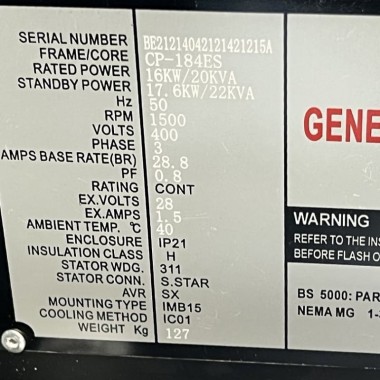 SERIAL NUMBER BE21214042121421215A
FRAME/CORE CP-184ES
RATED POWER 16KW/20KVA
STANDBY POWER 17.6KW/22KVA
Hz 50
RPM 1500
VOLTS 400
PHASE 3
AMPS BASE RATE(BR) 28.8
PF 0.8
RATING CONT
EX.VOLTS 28
EX.AMPS 1.5
AMBIENT TEMP. ℃ 40
ENCLOSURE IP21
INSULATION CLASS H
STATOR WDG. 311
STATOR CONN. S.STAR
AVR SX
MOUNTING TYPE IMB15
COOLING METHOD IC01
WEIGHT Kg 127
GENE
WARNING
REFER TO THE INS
BEFORE FLASH O
BS 5000: PAR
NEMA MG 1-3